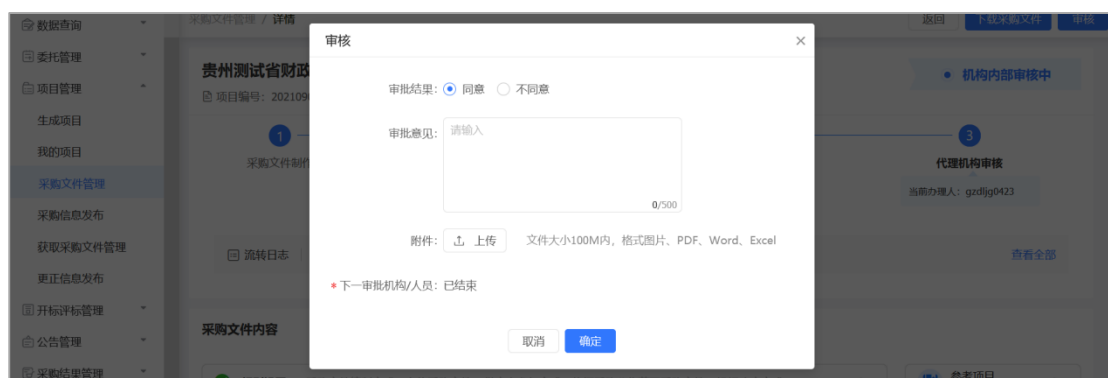 数据查询
采购文件管理 / 详情
返回
下载采购文件
审核
审核
委托管理
贵州测试省财政
机构内部审核中
项目管理
项目编号：202109
审批结果：
同意
不同意
生成项目
审批意见：
请输入
1
3
我的项目
采购文件制作
代理机构审核
采购文件管理
当前办理人：gzdljg0423
0/500
采购信息发布
获取采购文件管理
流转日志
附件：
上传
文件大小100M内，格式图片、PDF、Word、Excel
查看全部
更正信息发布
* 下一审批机构/人员：已结束
开标评标管理
采购文件内容
公告管理
取消
确定
采购结果管理
参考项目